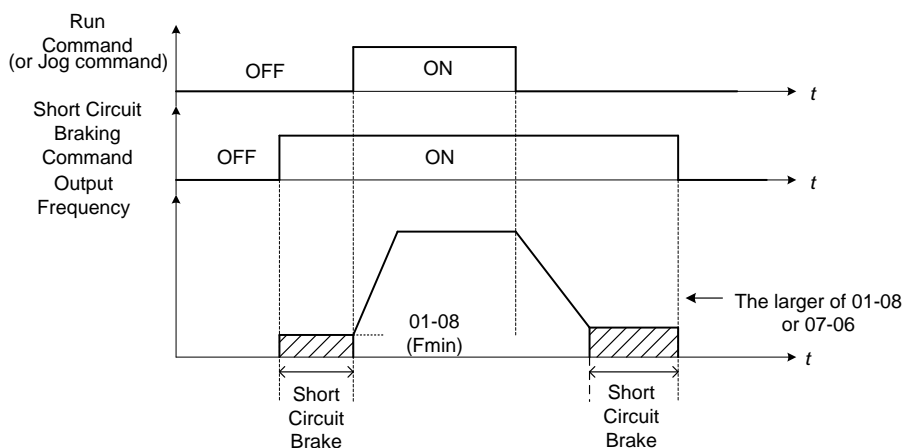 Run
Command
(or Jog command)
OFF
ON
t
Short Circuit
Braking
Command
OFF
ON
t
Output
Frequency
01-08
(Fmin)
The larger of 01-08
or 07-06
t
Short
Circuit
Brake
Short
Circuit
Brake